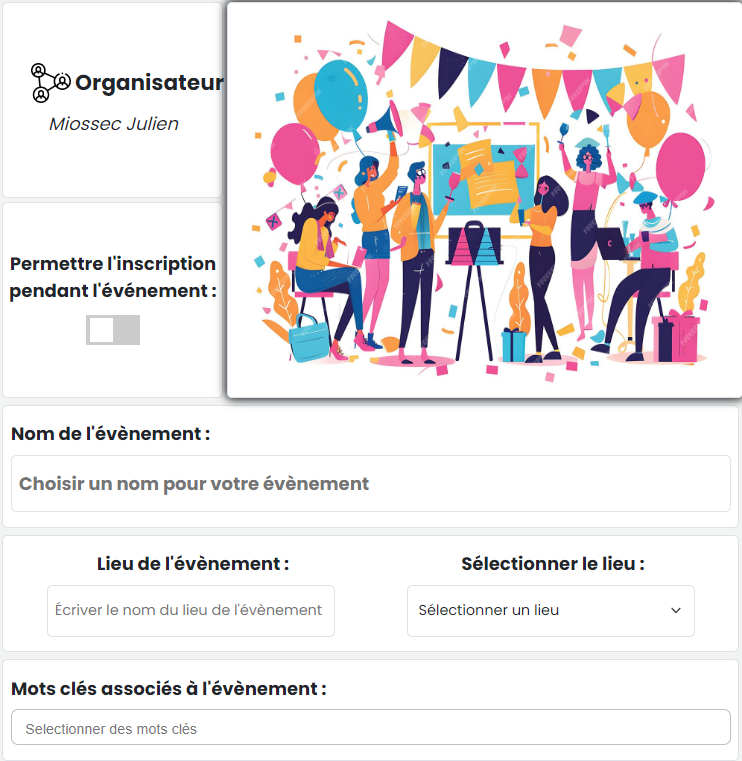 Organisateur
Miossec Julien
Permettre l'inscription
pendant l'événement :
Nom de l'évènement :
Choisir un nom pour votre évènement
Lieu de l'évènement :
Sélectionner le lieu :
Écriver le nom du lieu de l'évènement
Sélectionner un lieu
Mots clés associés à l'évènement :
Selectionner des mots clés